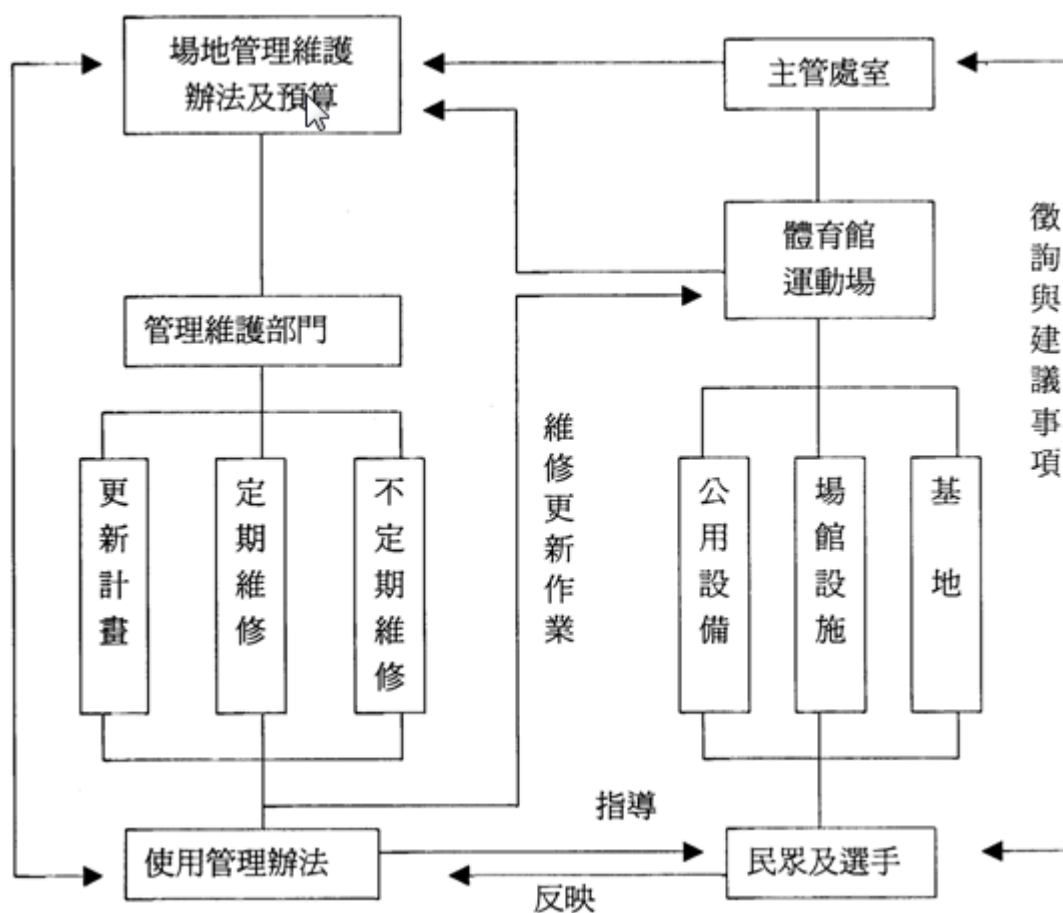 場地管理維護
辦法及預算
主管處室
體育館
運動場
管理維護部門
徵詢與建議事項
維修更新作業
更新計畫
定期維修
不定期維修
公用設備
場館設施
基地
指導
使用管理辦法
民眾及選手
反映